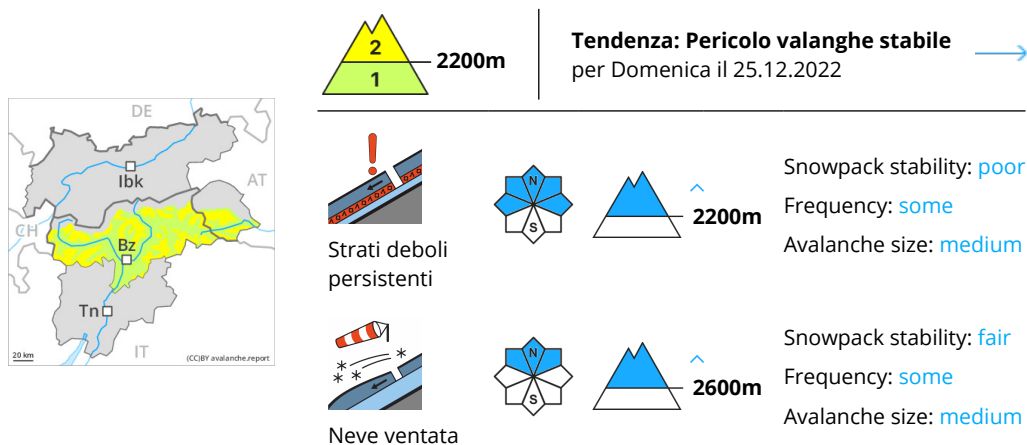 2
1
2200m
Tendenza: Pericolo valanghe stabile
per Domenica il 25.12.2022
DE
Ibk
AT
CH
Bz
Tn
IT
20 km
(CC)BY avalanche.report
N
S
2200m
Snowpack stability: poor
Frequency: some
Avalanche size: medium
Strati deboli
persistenti
N
S
2600m
Snowpack stability: fair
Frequency: some
Avalanche size: medium
Neve ventata